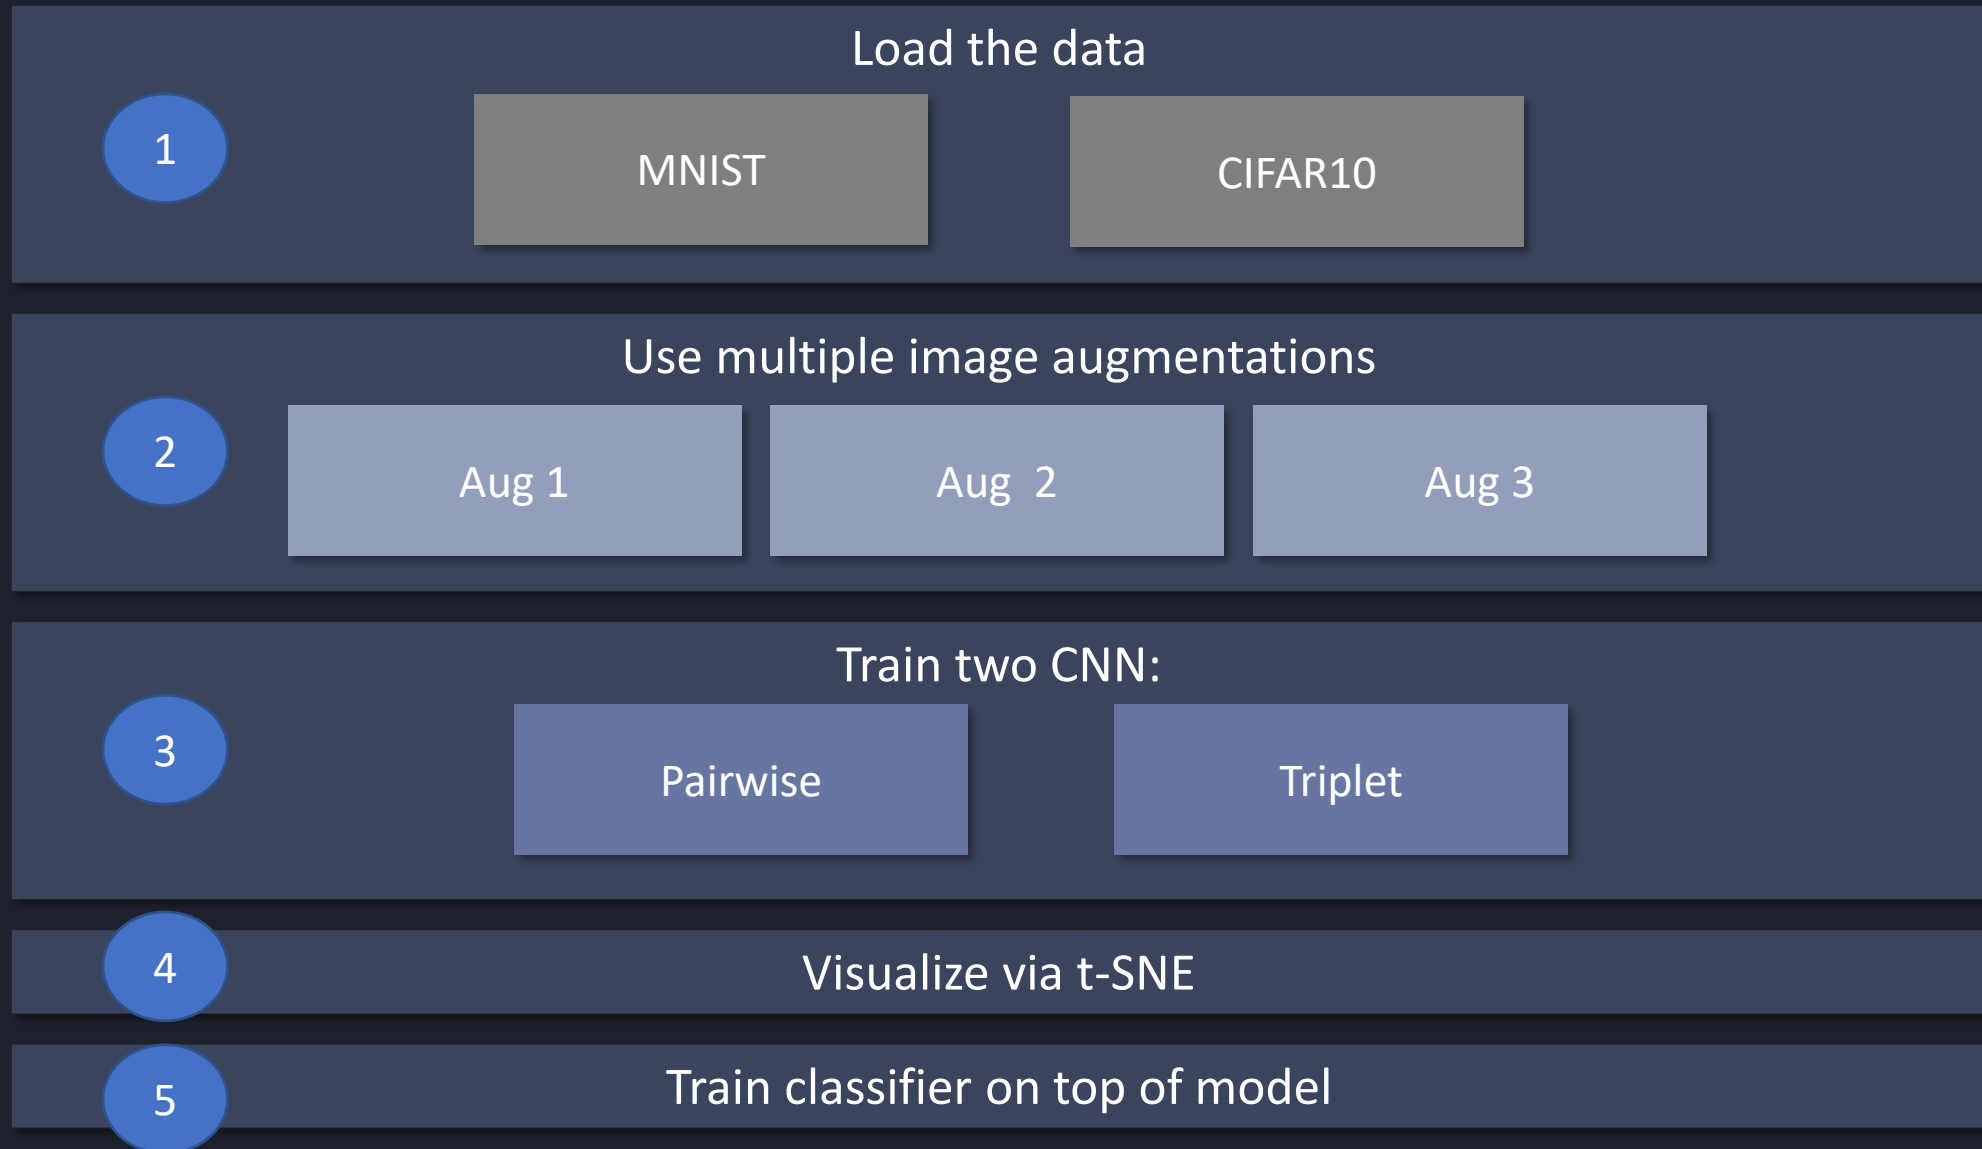 Load the data
1
MNIST
CIFAR10
Use multiple image augmentations
2
Aug 1
Aug  2
Aug 3
Train two CNN:
3
Pairwise
Triplet
4
Visualize via t-SNE
5
Train classifier on top of model